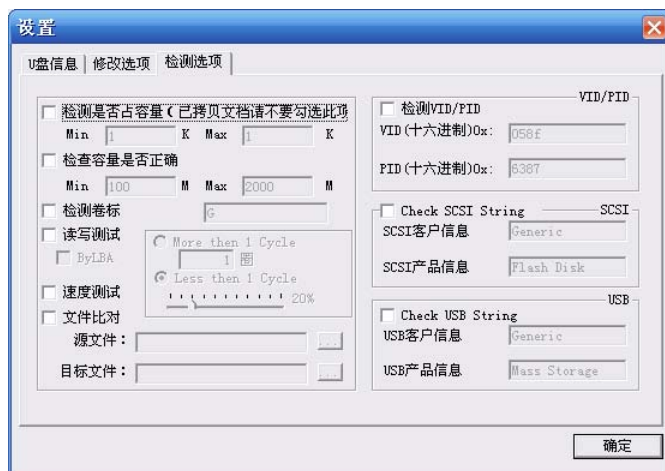 设置
U盘信息 修改选项 检测选项
检测是否占容量(已拷贝文档请不要勾选此项
Min 1 K Max 1 K
检查容量是否正确
Min 100 M Max 2000 M
检测卷标 G
读写测试
ByLBA
More then 1 Cycle
1 圈
Less then 1 Cycle
20%
速度测试
文件比对
源文件: ...
目标文件: ...
VID/PID
检测VID/PID
VID(十六进制)0x: 058f
PID(十六进制)0x: 6387
SCSI
Check SCSI String
SCSI客户信息 Generic
SCSI产品信息 Flash Disk
USB
Check USB String
USB客户信息 Generic
USB产品信息 Mass Storage
确定